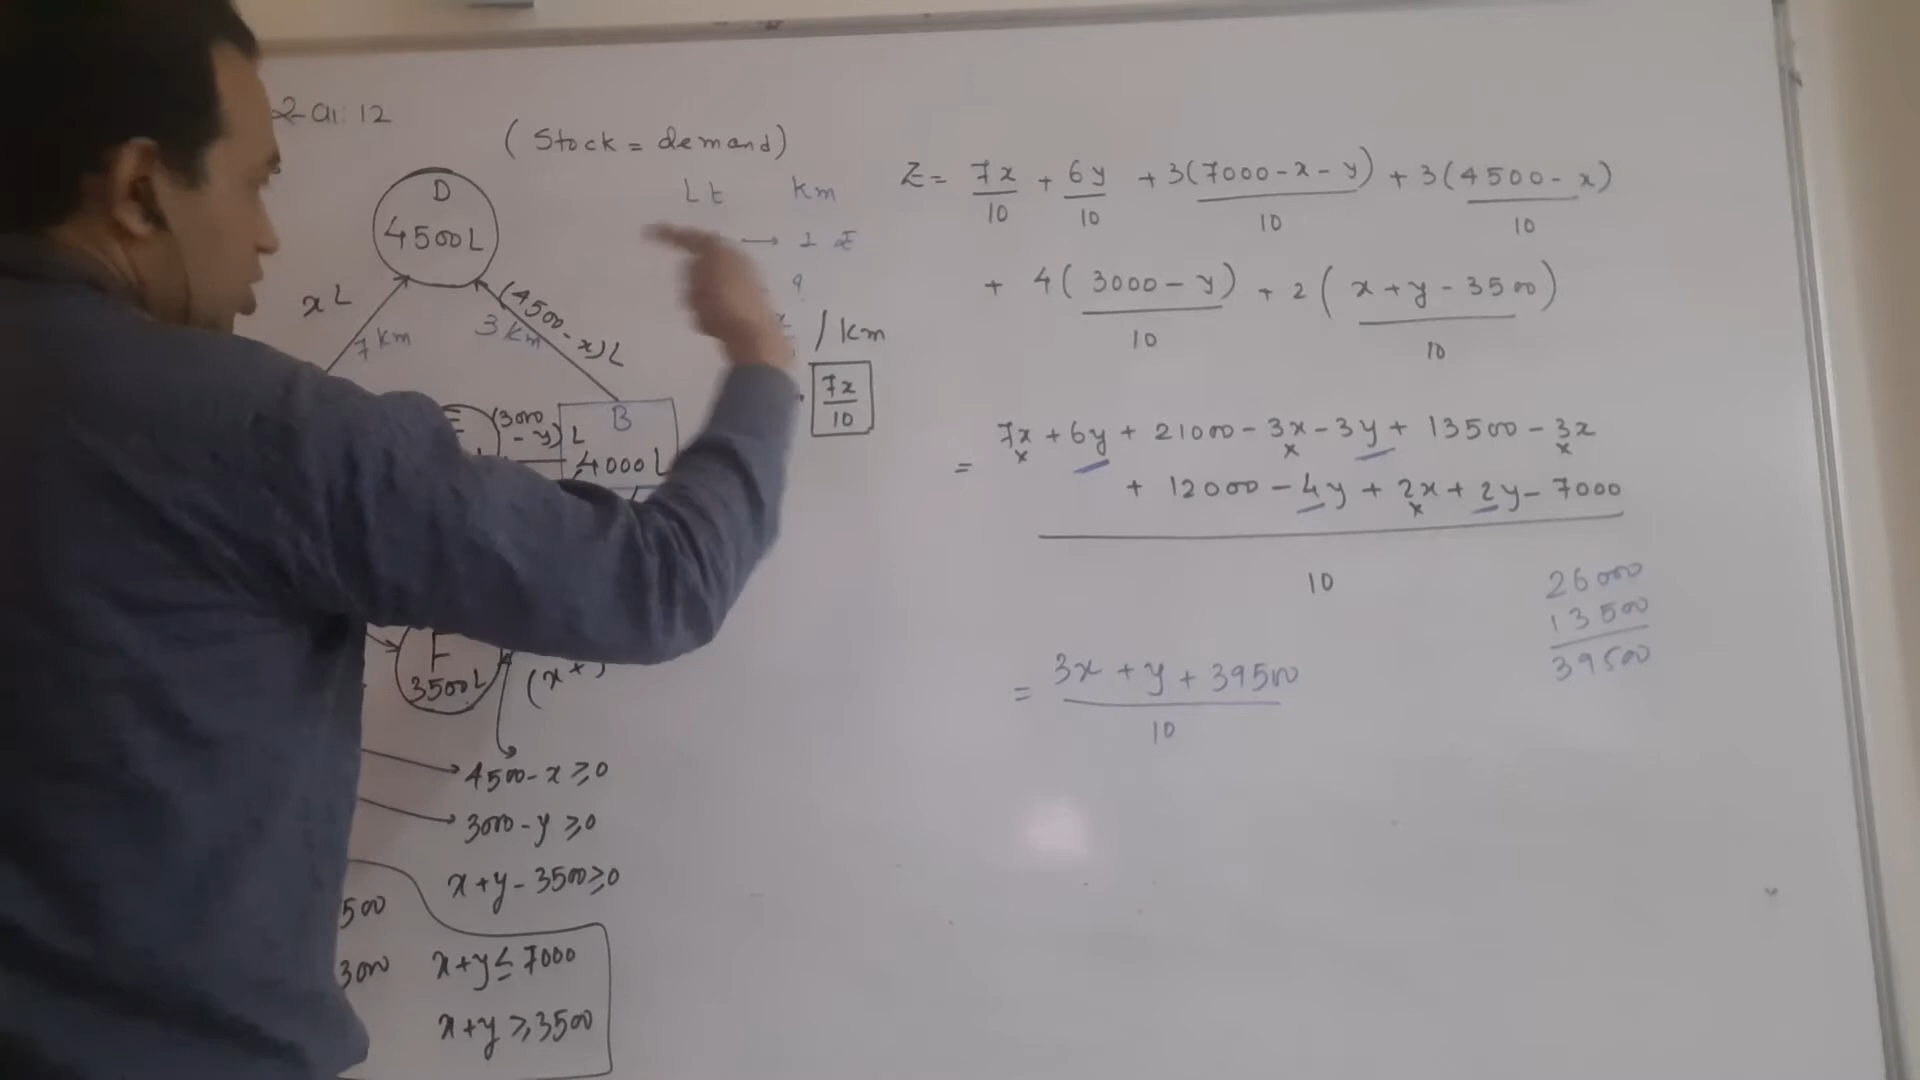 2-Q1: 12
(Stock = demand)
D
4500L
x L
7 km
3 km
(4500-x)L
Lt Km
→ 1 ₹
?
/ Km
7x/10
(3000-y) L
B
4000L
F
3500L
(x+
4500-x ≥ 0
3000-y ≥ 0
x+y-3500 ≥ 0
500
3000
x+y ≤ 7000
x+y ≥ 3500
Z = 7x/10 + 6y/10 + 3(7000-x-y)/10 + 3(4500-x)/10
+ 4(3000-y)/10 + 2(x+y-3500)/10
= 7x + 6y + 21000 - 3x - 3y + 13500 - 3x
+ 12000 - 4y + 2x + 2y - 7000
10
26000
13500
39500
= 3x + y + 39500
10